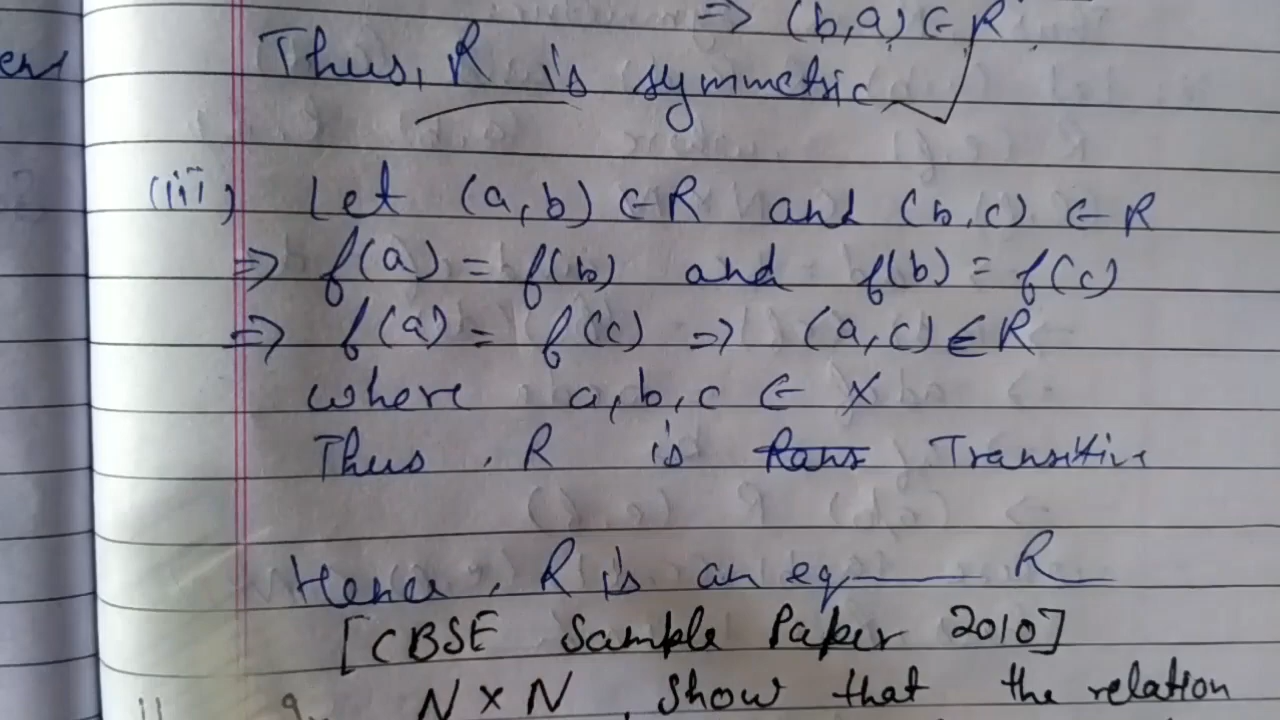 ⇒ (b,a) ∈ R
Thus, R is symmetric
(iii) Let (a,b) ∈ R and (b,c) ∈ R
⇒ f(a) = f(b) and f(b) = f(c)
⇒ f(a) = f(c) ⇒ (a,c) ∈ R
where a,b,c ∈ X
Thus, R is Transitive
Hence, R is an eq—— R
[CBSE Sample Paper 2010]
N×N, show that the relation